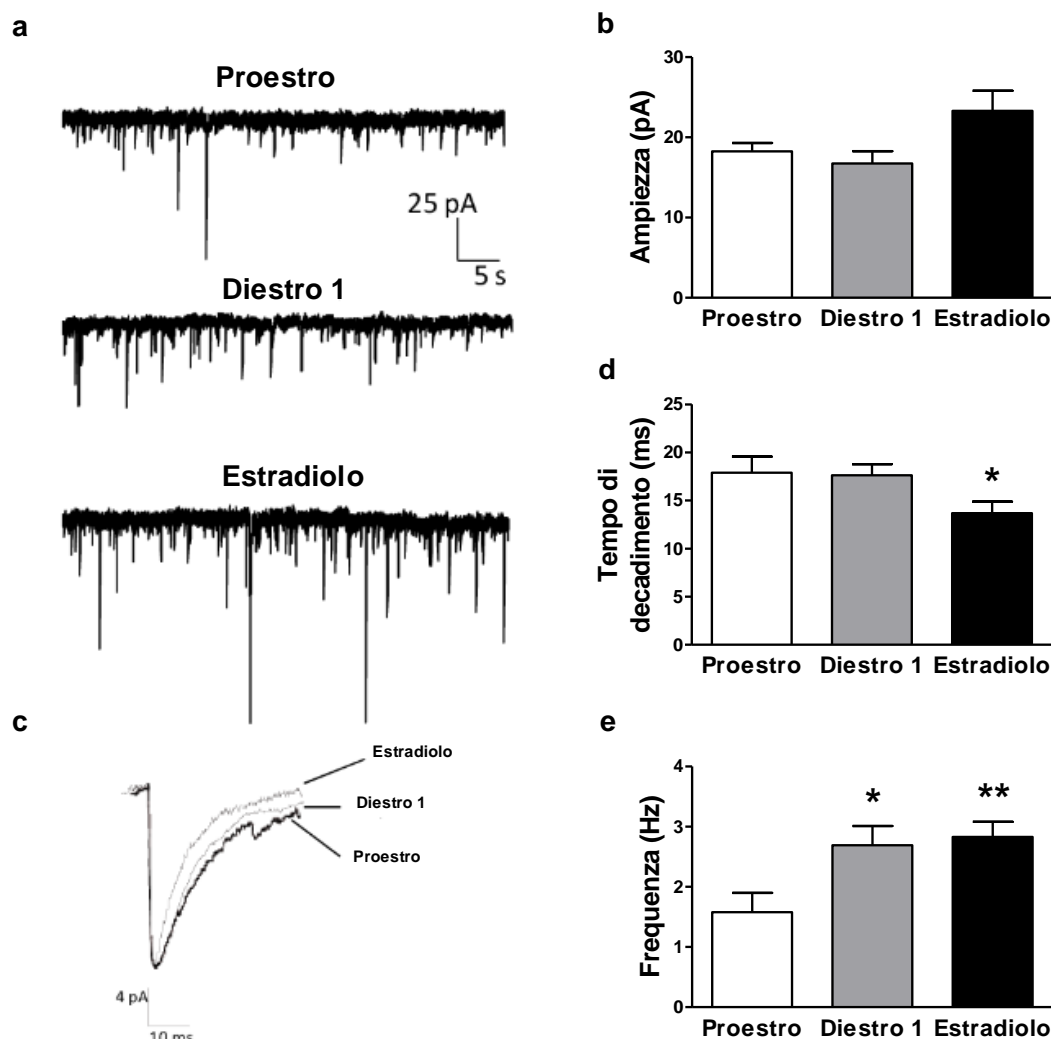 a
Proestro
25 pA
5 s
Diestro 1
Estradiolo
b
Ampiezza (pA)
30
20
10
0
Proestro Diestro 1 Estradiolo
c
Estradiolo
Diestro 1
Proestro
4 pA
10 ms
d
Tempo di
decadimento (ms)
25
20
15
10
5
0
*
Proestro Diestro 1 Estradiolo
e
Frequenza (Hz)
4
3
2
1
0
*
**
Proestro Diestro 1 Estradiolo